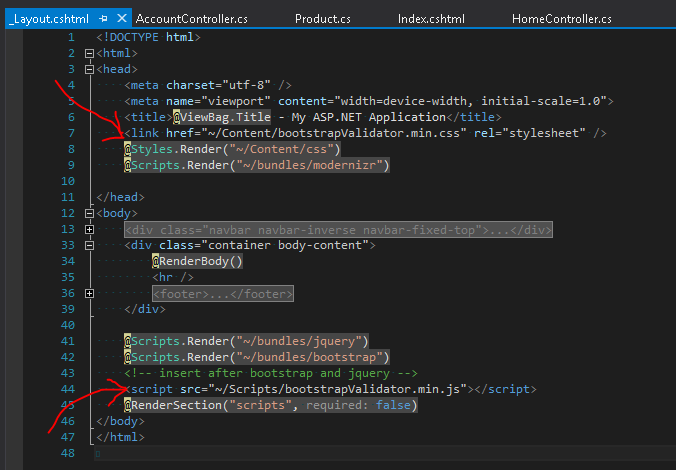 _Layout.cshtml AccountController.cs Product.cs Index.cshtml HomeController.cs
1 <!DOCTYPE html>
2 <html>
3 <head>
4 <meta charset="utf-8" />
5 <meta name="viewport" content="width=device-width, initial-scale=1.0">
6 <title>@ViewBag.Title - My ASP.NET Application</title>
7 <link href="~/Content/bootstrapValidator.min.css" rel="stylesheet" />
8 @Styles.Render("~/Content/css")
9 @Scripts.Render("~/bundles/modernizr")
10
11 </head>
12 <body>
13 <div class="navbar navbar-inverse navbar-fixed-top">...</div>
33 <div class="container body-content">
34 @RenderBody()
35 <hr />
36 <footer>...</footer>
39 </div>
40
41 @Scripts.Render("~/bundles/jquery")
42 @Scripts.Render("~/bundles/bootstrap")
43 <!-- insert after bootstrap and jquery -->
44 <script src="~/Scripts/bootstrapValidator.min.js"></script>
45 @RenderSection("scripts", required: false)
46 </body>
47 </html>
48